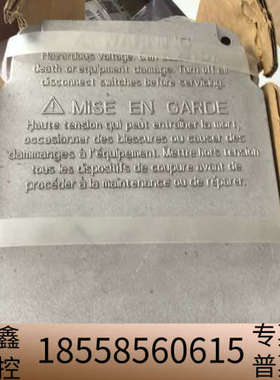 Hazardous voltage. Can
death or equipment damage. Turn off all
disconnect switches before servicing.
⚠ MISE EN GARDE
Haute tension qui peut entraîner la mort,
occasionner des blessures ou causer des
dammanges à l'équipement. Mettre hors tension
tous les dispositifs de coupure avant de
procéder à la maintenance ou de réparer.
鑫
控
18558560615
专
普